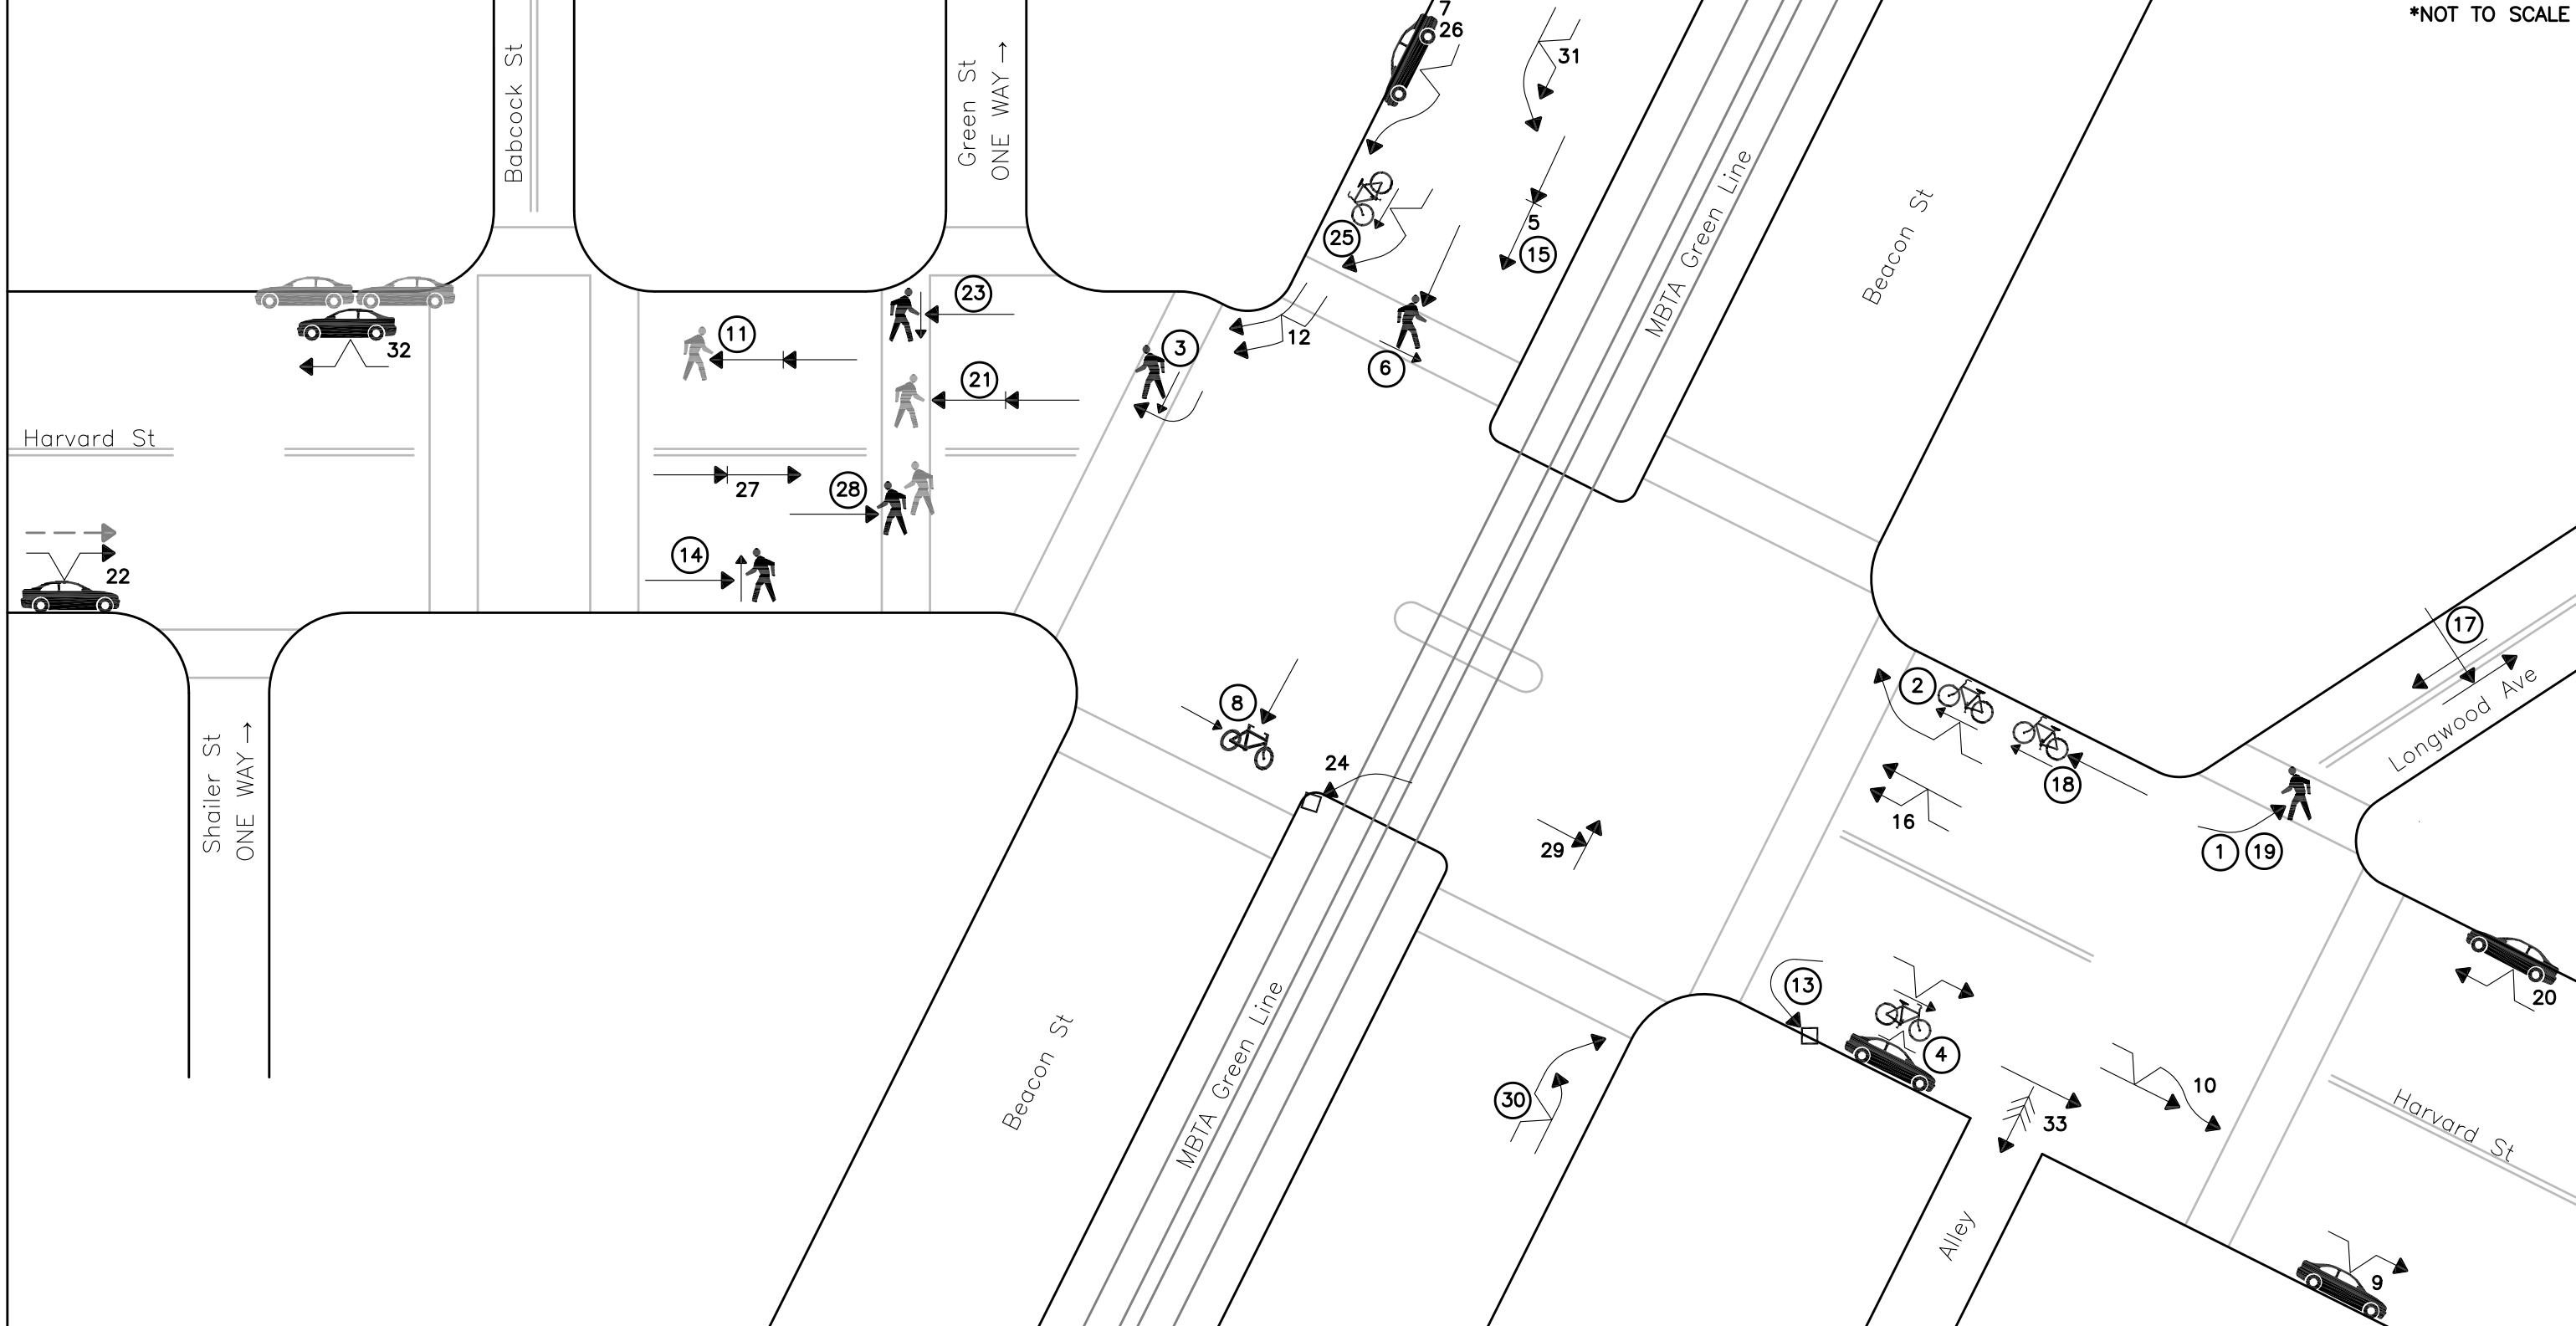 *NOT TO SCALE
7
26
31
Babcock St
Green St
ONE WAY →
MBTA Green Line
Beacon St
25
5
15
23
11
32
3
12
6
21
Harvard St
27
28
14
22
8
24
29
2
18
16
17
Longwood Ave
1
19
Shailer St
ONE WAY →
13
4
20
30
33
10
Harvard St
Beacon St
MBTA Green Line
Alley
9